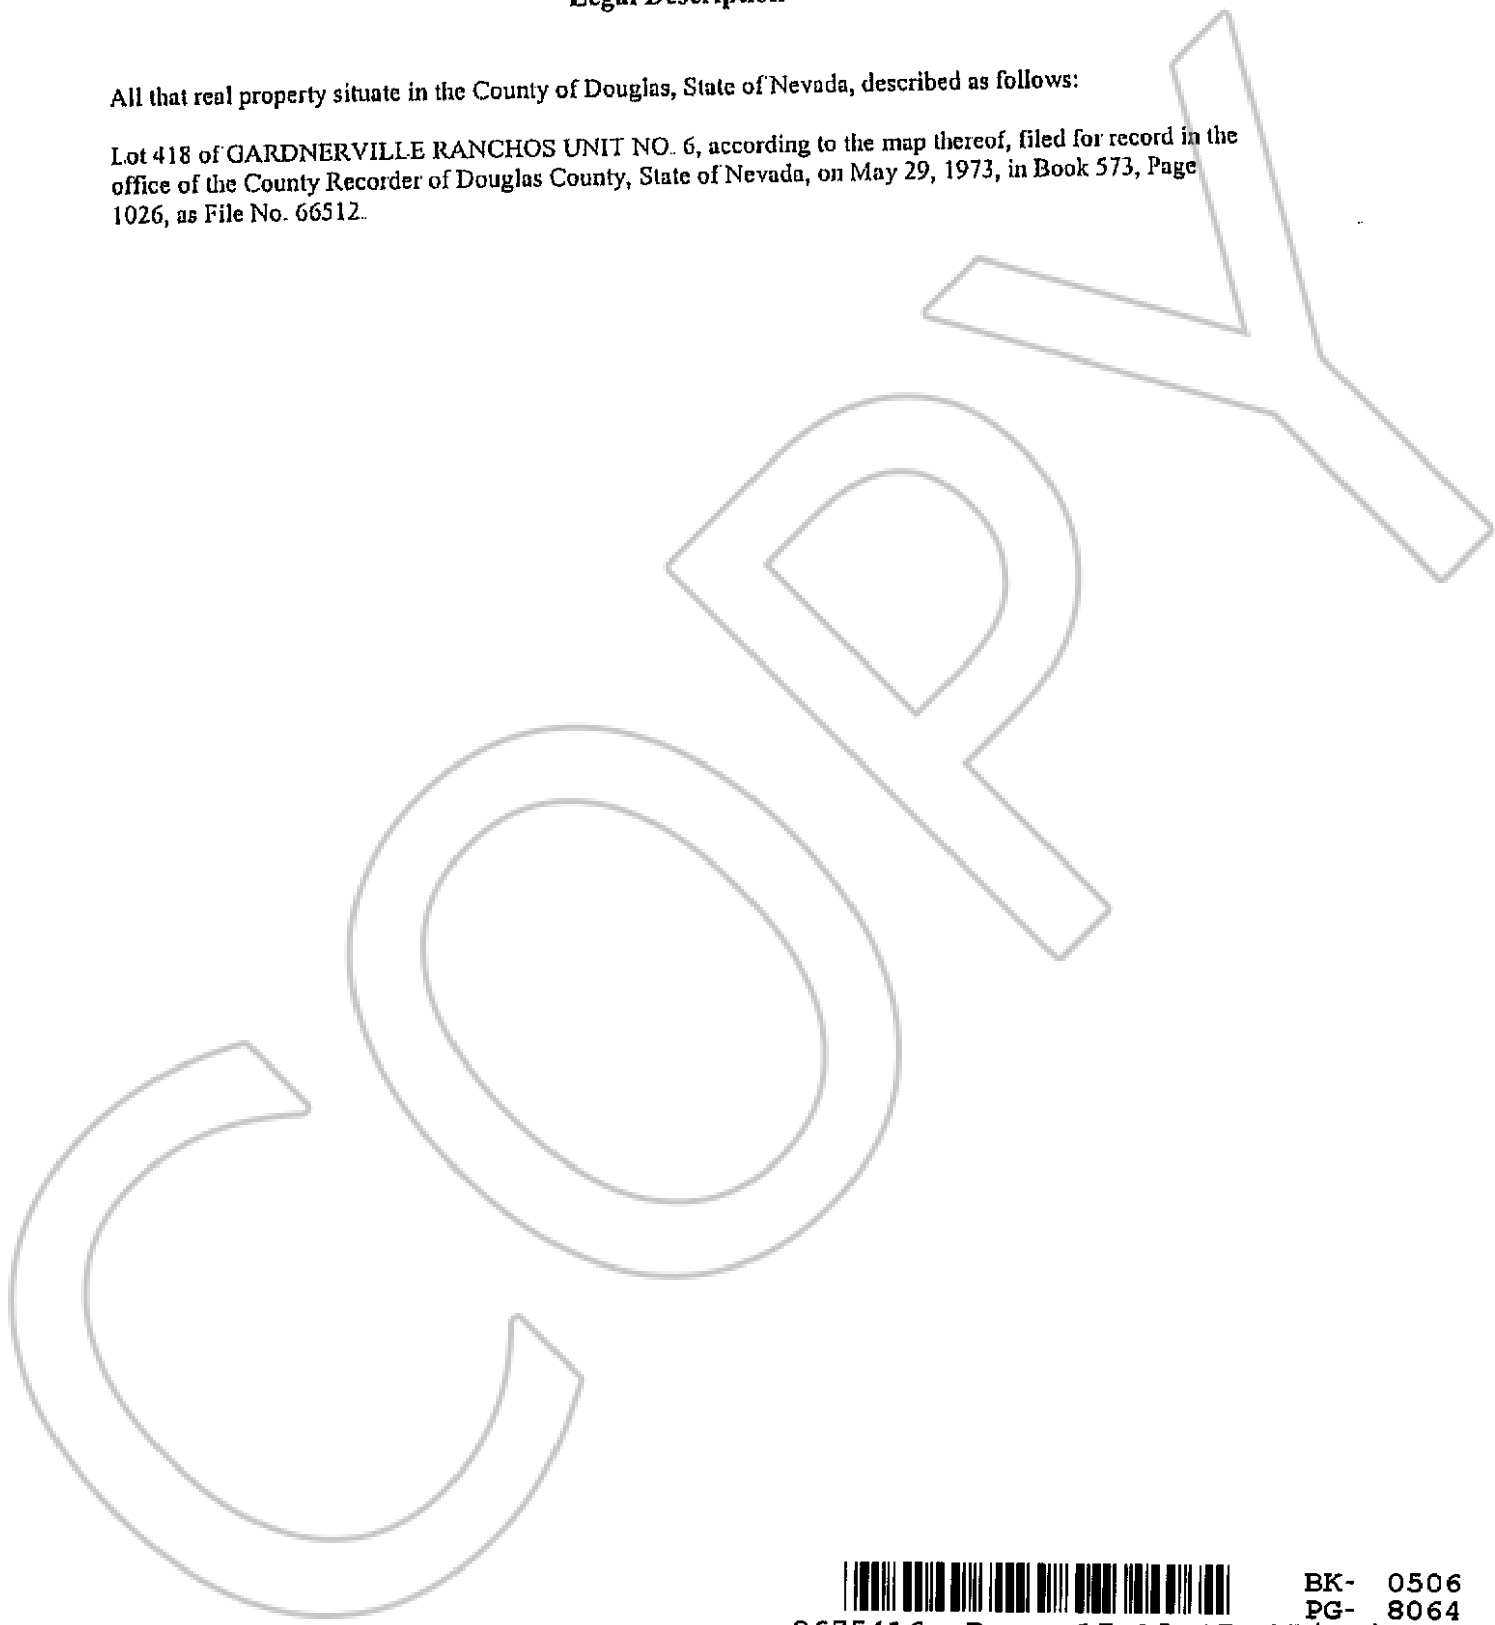 Legal Description
All that real property situate in the County of Douglas, State of Nevada, described as follows:
Lot 418 of GARDNERVILLE RANCHOS UNIT NO. 6, according to the map thereof, filed for record in the
office of the County Recorder of Douglas County, State of Nevada, on May 29, 1973, in Book 573, Page
1026, as File No. 66512.
COPY
BK- 0506
PG- 8064